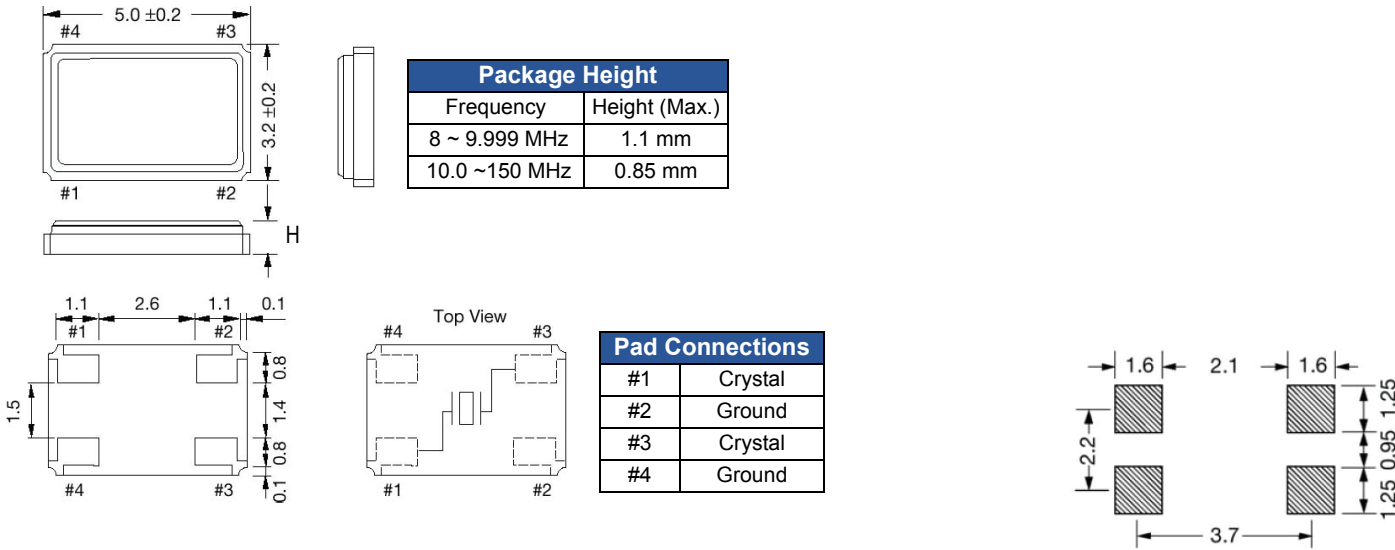 5.0 ±0.2
#4 #3
3.2 ±0.2
#1 #2
H
Package Height
Frequency Height (Max.)
8 ~ 9.999 MHz 1.1 mm
10.0 ~150 MHz 0.85 mm
1.1 2.6 1.1 0.1
#1 #2
0.8
1.5
1.4
0.8
0.1
#4 #3
Top View
#4 #3
#1 #2
Pad Connections
#1 Crystal
#2 Ground
#3 Crystal
#4 Ground
1.6 2.1 1.6
1.25
2.2
0.95
1.25
3.7